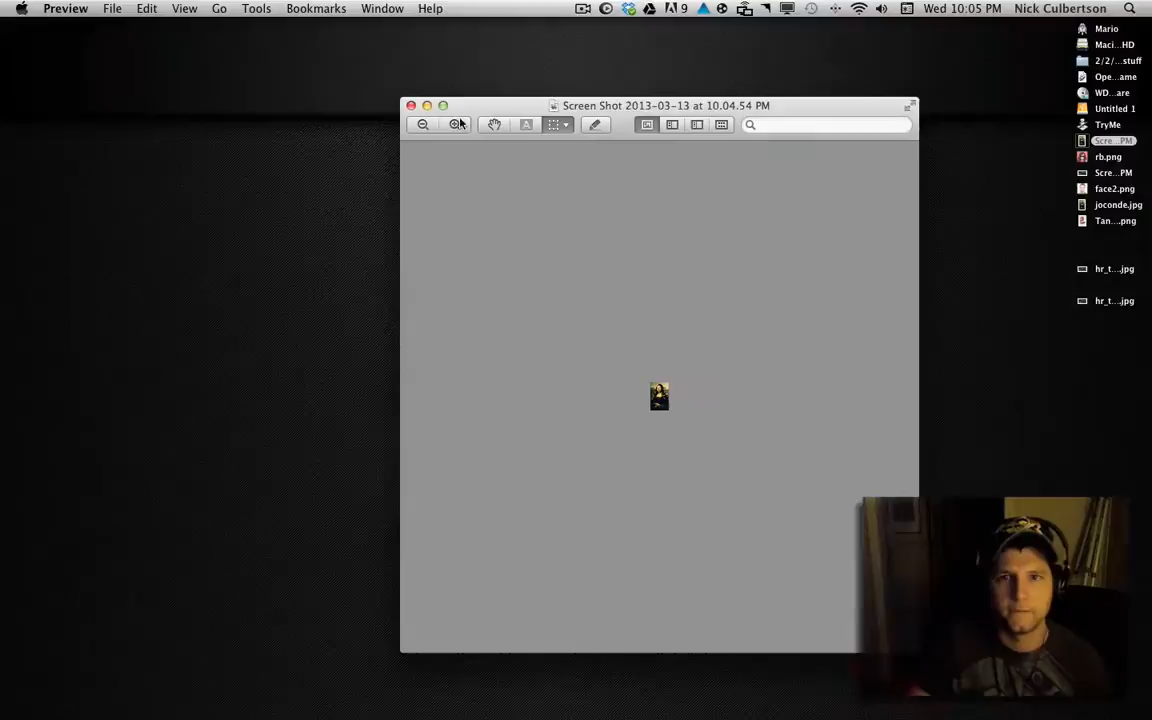 Preview File Edit View Go Tools Bookmarks Window Help 9 Wed 10:05 PM Nick Culbertson
Screen Shot 2013-03-13 at 10.04.54 PM
A
Mario
Maci...HD
2/2/...stuff
Ope...ame
WD...are
Untitled 1
TryMe
Scre...PM
rb.png
Scre...PM
face2.png
joconde.jpg
Tan....png
hr_t...jpg
hr_t...jpg